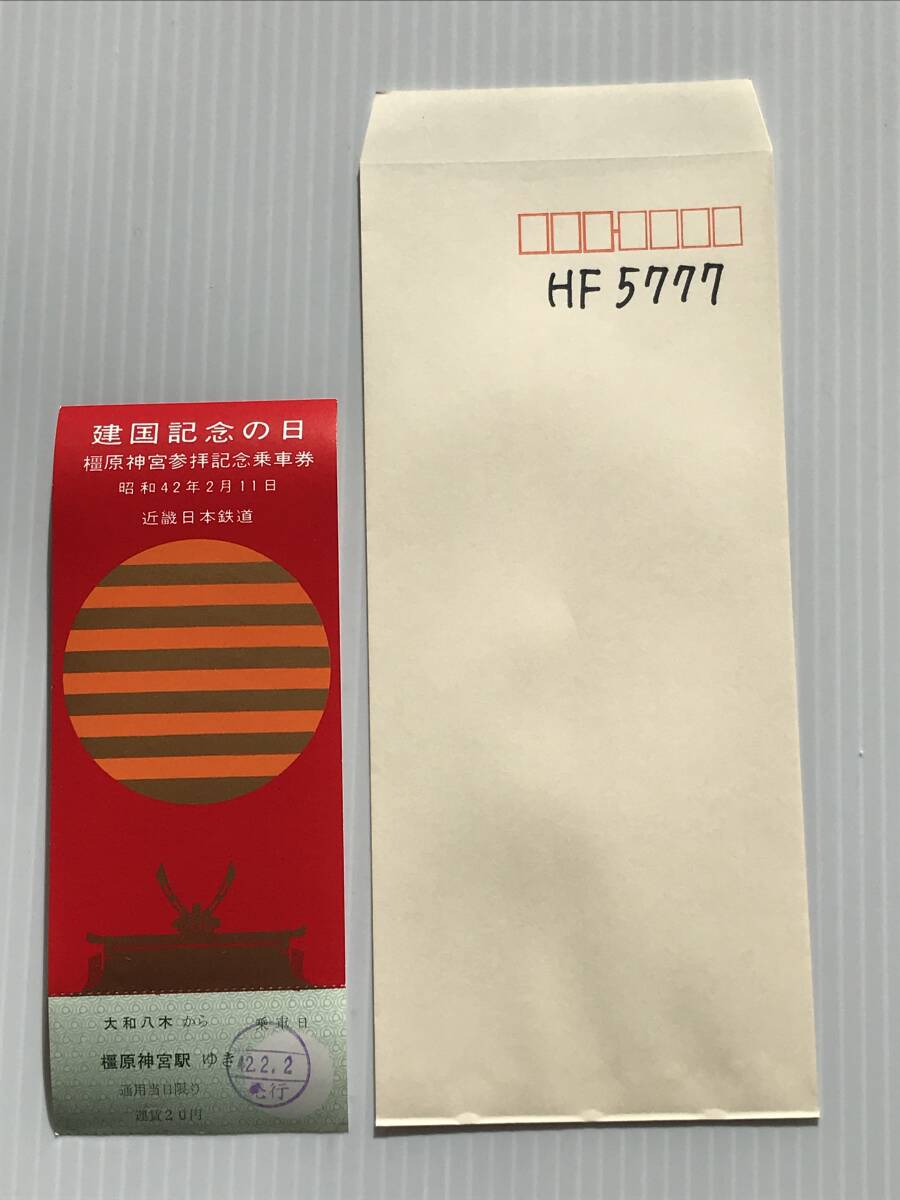 建国記念の日
橿原神宮参拝記念乗車券
昭和42年2月11日
近畿日本鉄道
大和八木から 乗車日
橿原神宮駅 ゆき
42.2.2
発行
通用当日限り
運賃20円
HF 5777